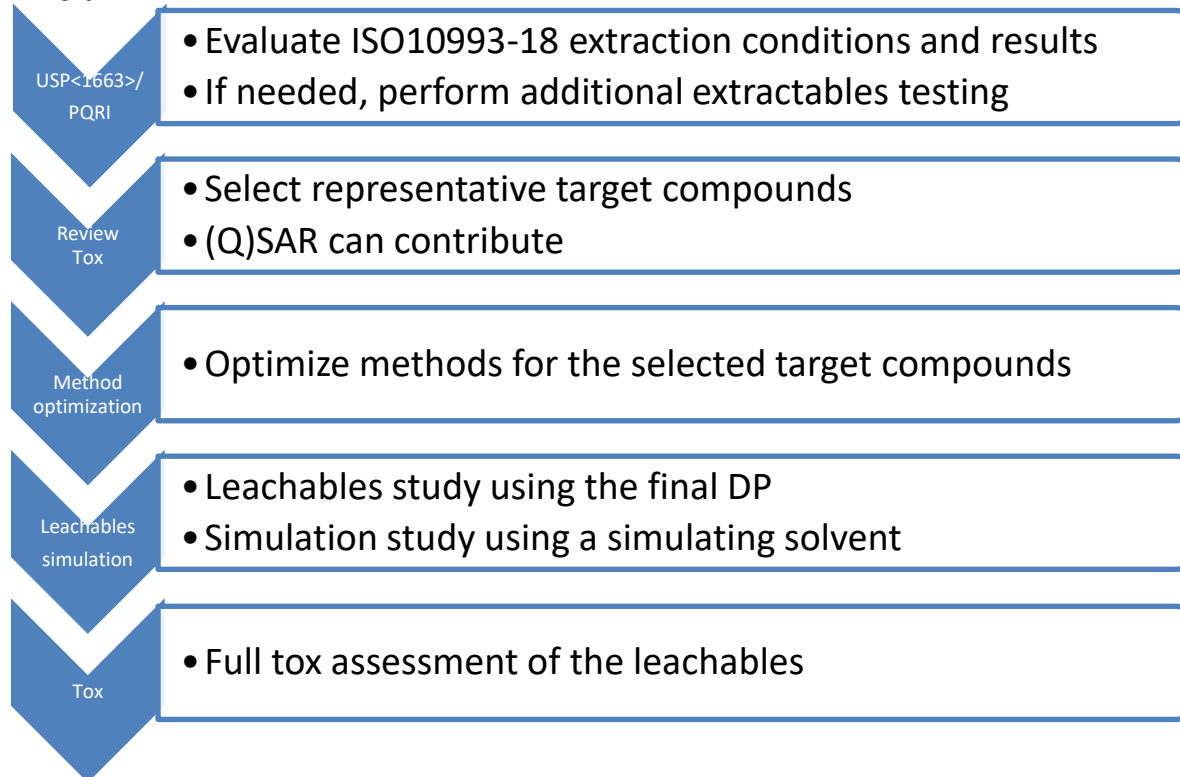 USP<1663>/
PQRI
• Evaluate ISO10993-18 extraction conditions and results
• If needed, perform additional extractables testing
Review
Tox
• Select representative target compounds
• (Q)SAR can contribute
Method
optimization
• Optimize methods for the selected target compounds
Leachables
simulation
• Leachables study using the final DP
• Simulation study using a simulating solvent
Tox
• Full tox assessment of the leachables